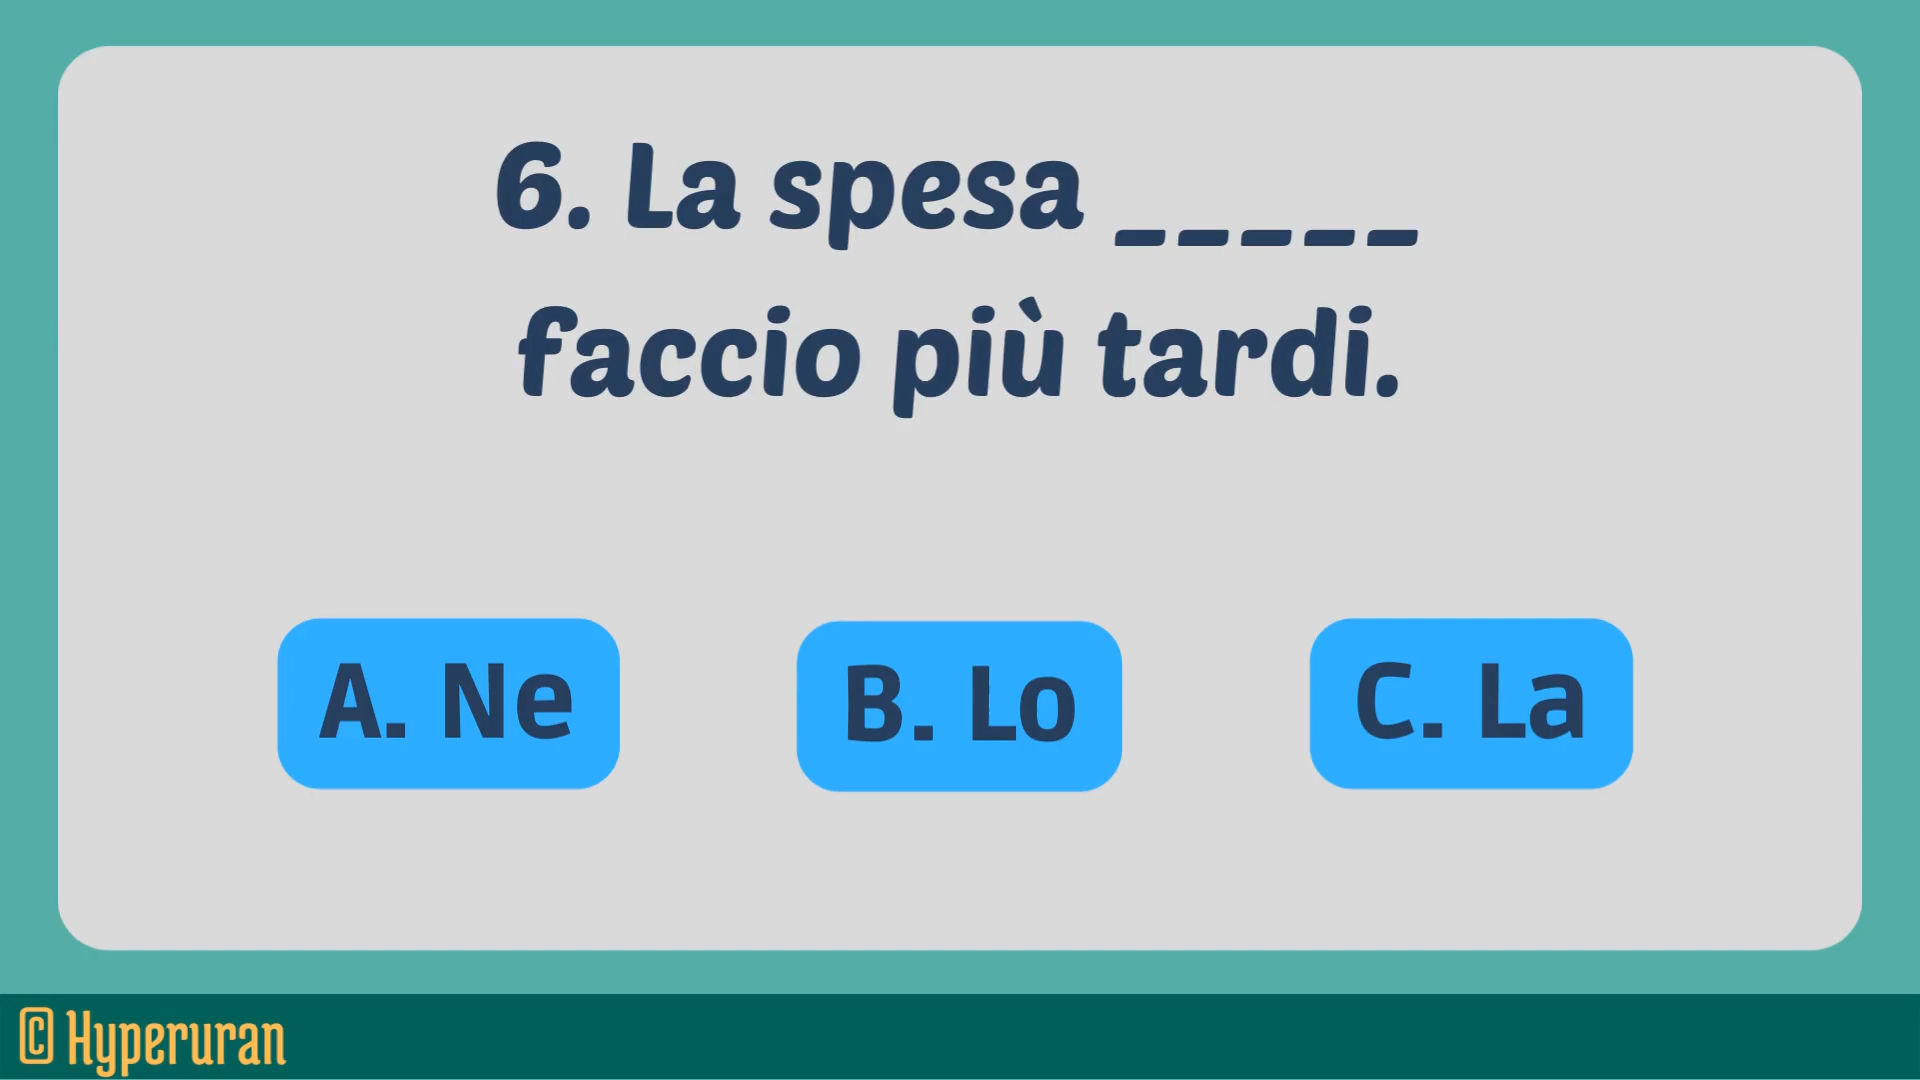 6. La spesa _____
faccio più tardi.
A. Ne
B. Lo
C. La
© Hyperuran